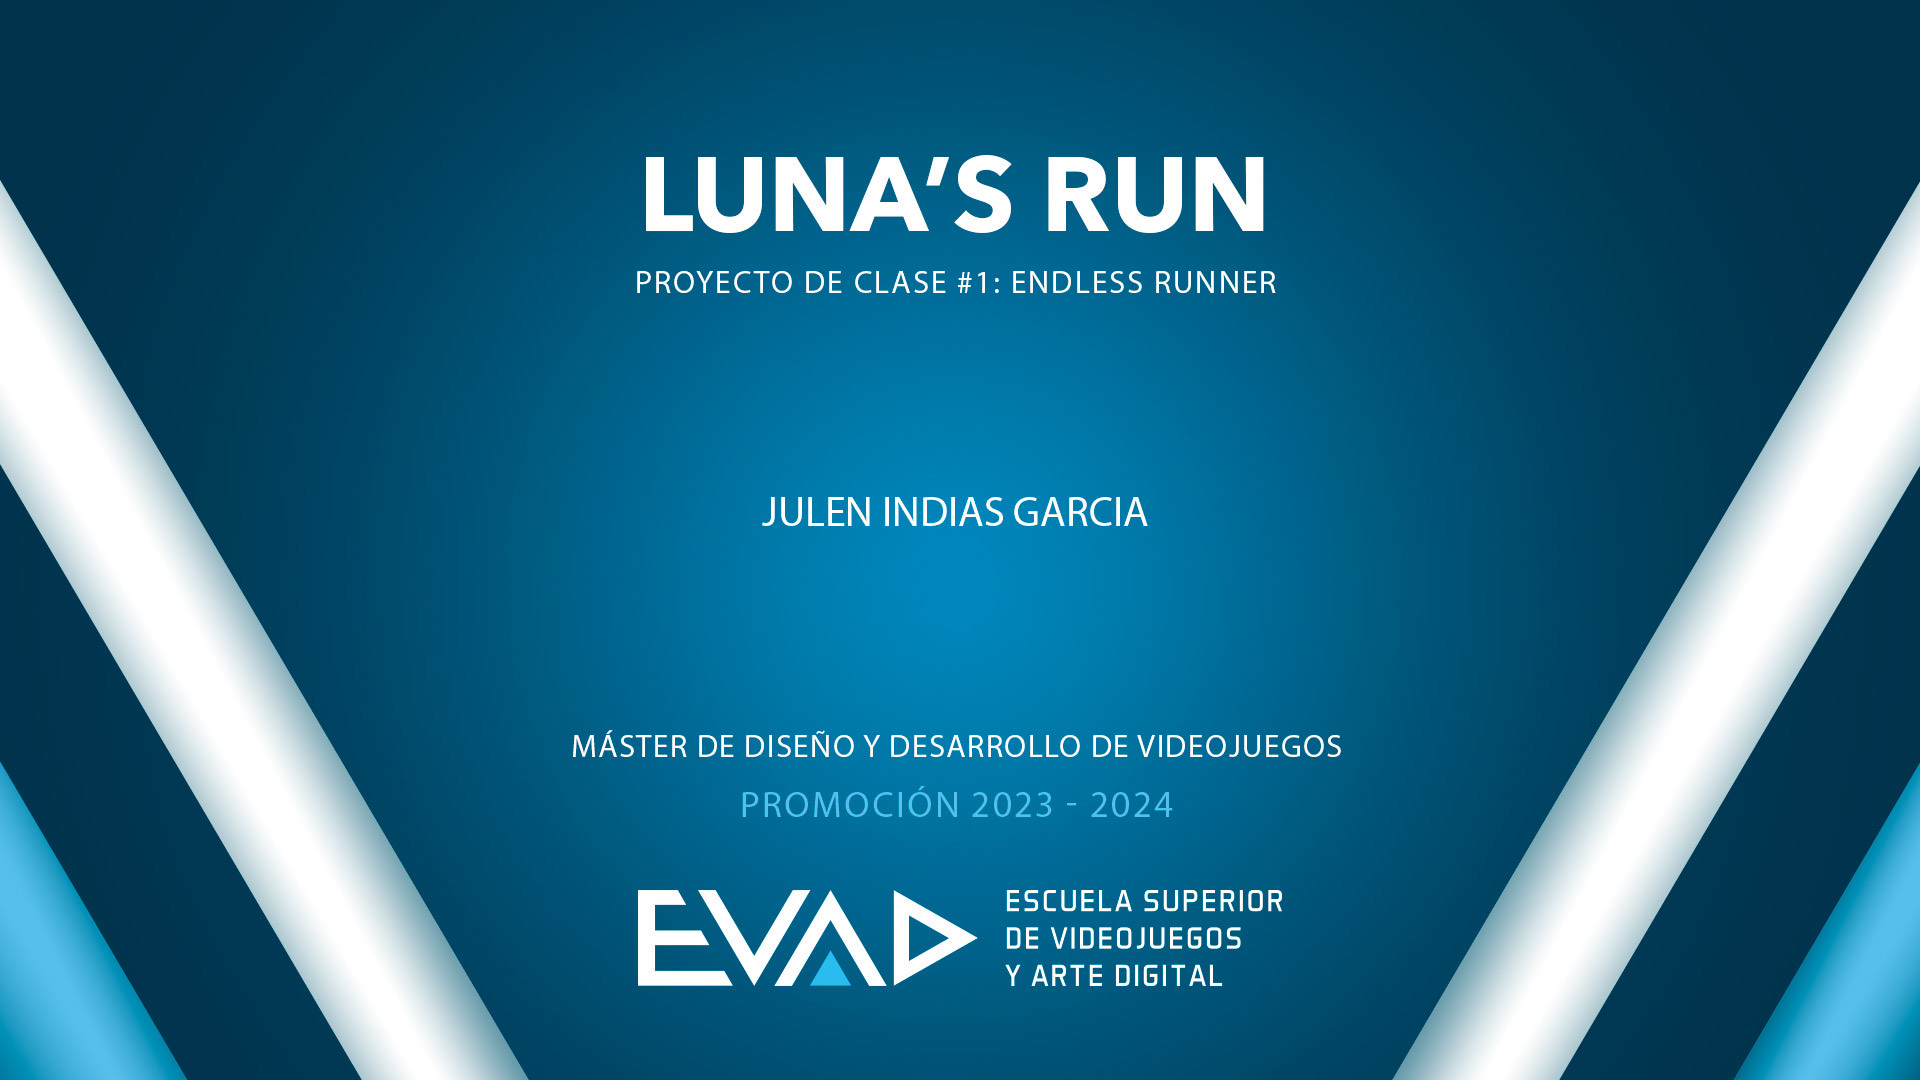 LUNA’S RUN
PROYECTO DE CLASE #1: ENDLESS RUNNER
JULEN INDIAS GARCIA
MÁSTER DE DISEÑO Y DESARROLLO DE VIDEOJUEGOS
PROMOCIÓN 2023 - 2024
EVAD
ESCUELA SUPERIOR
DE VIDEOJUEGOS
Y ARTE DIGITAL